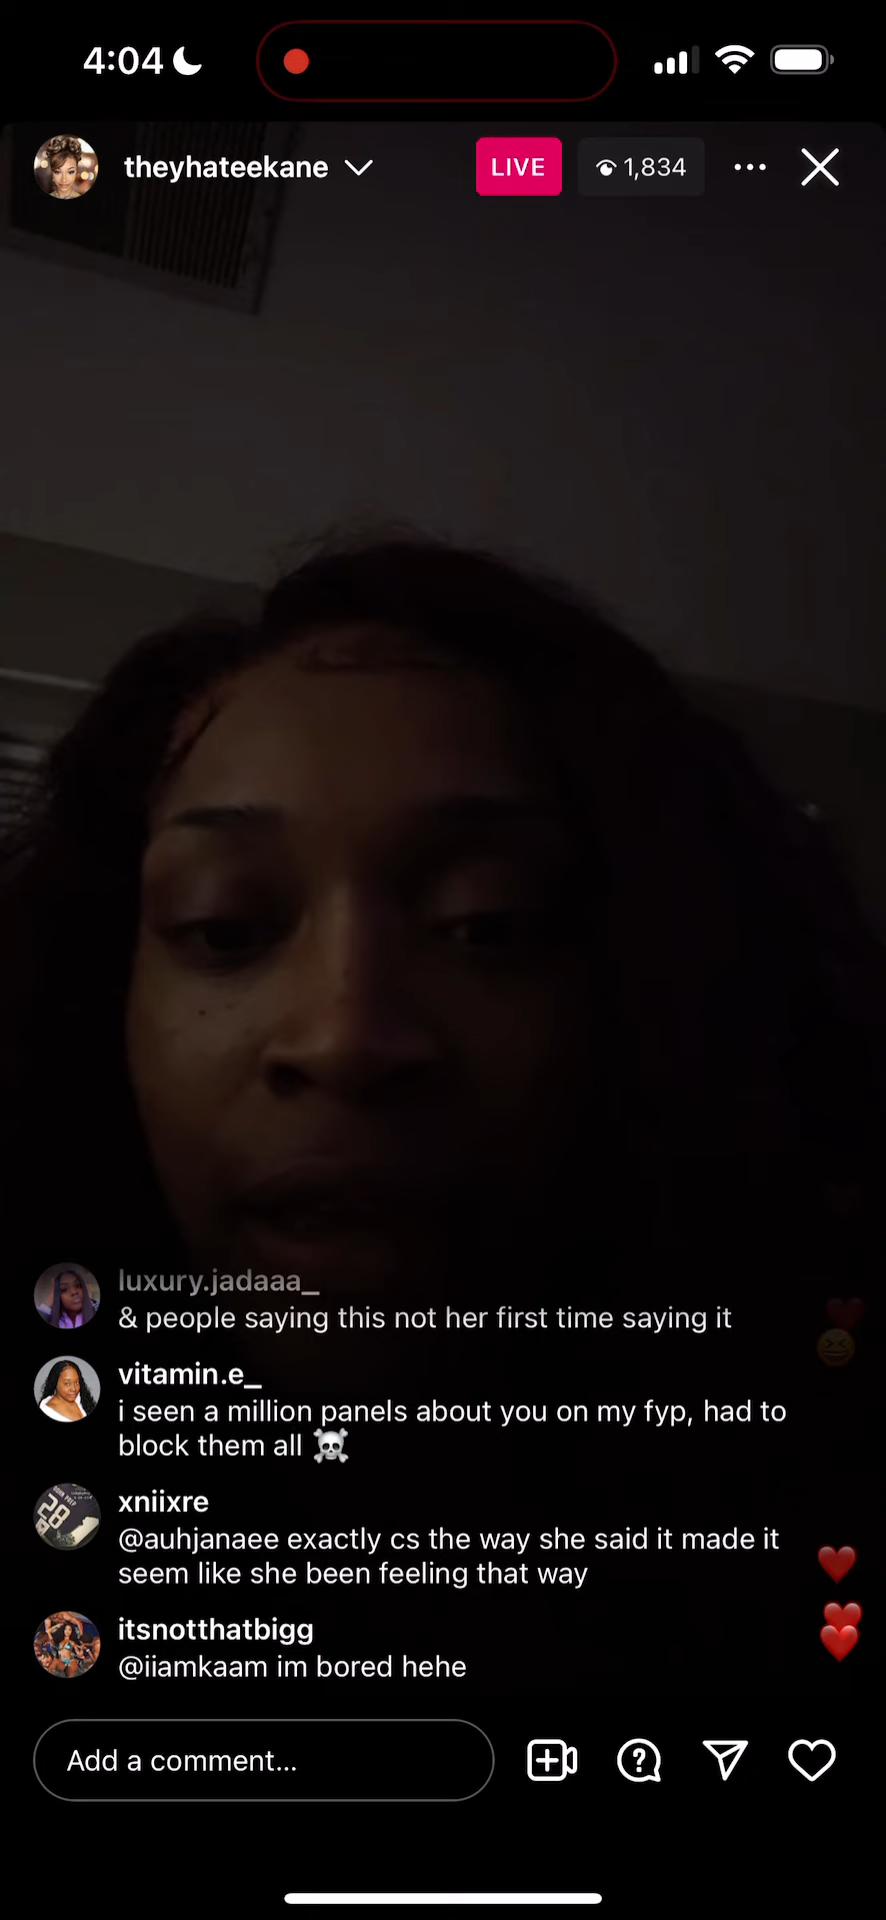 4:04
theyhateekane
LIVE
1,834
luxury.jadaaa_
& people saying this not her first time saying it
vitamin.e_
i seen a million panels about you on my fyp, had to
block them all ☠️
xniixre
@auhjanaee exactly cs the way she said it made it
seem like she been feeling that way
itsnotthatbigg
@iiamkaam im bored hehe
Add a comment...